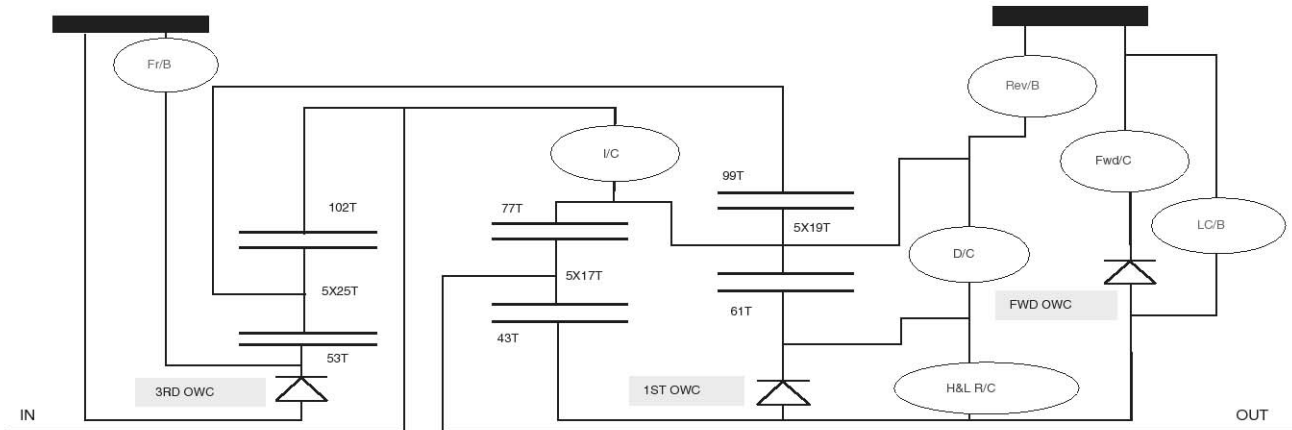 Fr/B
Rev/B
I/C
Fwd/C
99T
102T
77T
5X19T
LC/B
D/C
5X17T
5X25T
FWD OWC
61T
43T
53T
3RD OWC
1ST OWC
H&L R/C
IN
OUT